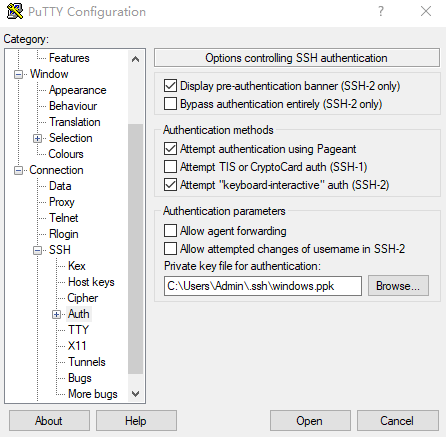 PuTTY Configuration
Category:
Features
Window
Appearance
Behaviour
Translation
Selection
Colours
Connection
Data
Proxy
Telnet
Rlogin
SSH
Kex
Host keys
Cipher
Auth
TTY
X11
Tunnels
Bugs
More bugs
Options controlling SSH authentication
Display pre-authentication banner (SSH-2 only)
Bypass authentication entirely (SSH-2 only)
Authentication methods
Attempt authentication using Pageant
Attempt TIS or CryptoCard auth (SSH-1)
Attempt "keyboard-interactive" auth (SSH-2)
Authentication parameters
Allow agent forwarding
Allow attempted changes of username in SSH-2
Private key file for authentication:
C:\Users\Admin\.ssh\windows.ppk Browse...
About Help Open Cancel